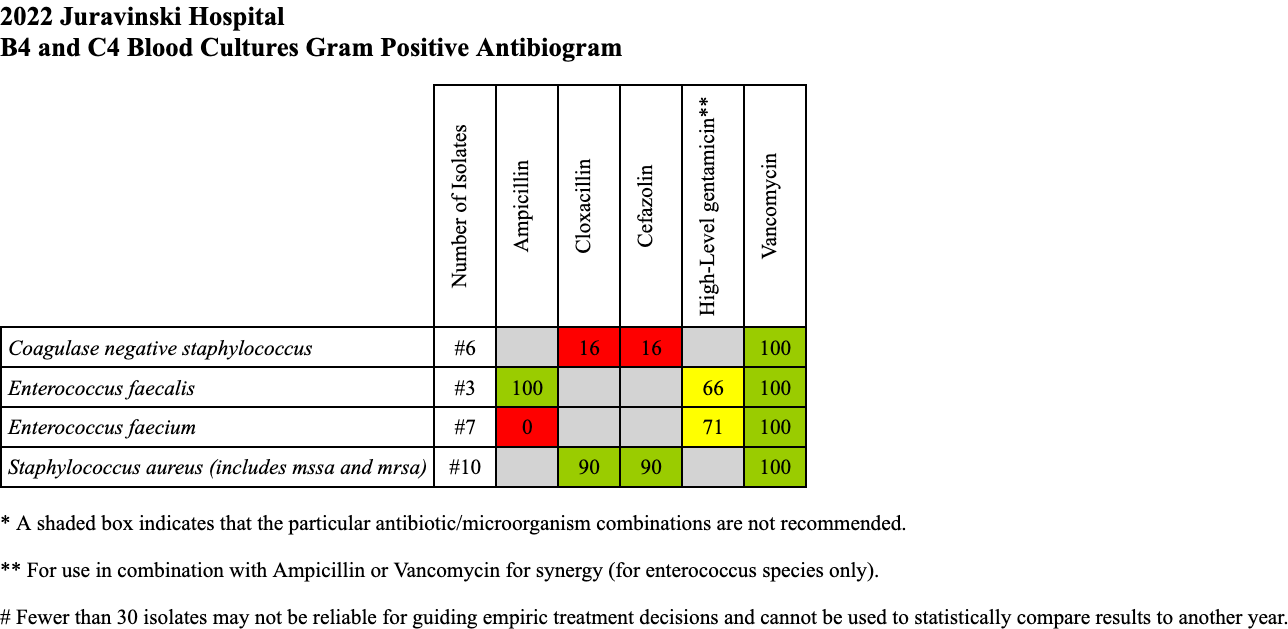 2022 Juravinski Hospital
B4 and C4 Blood Cultures Gram Positive Antibiogram
Number of Isolates
Ampicillin
Cloxacillin
Cefazolin
High-Level gentamicin**
Vancomycin
Coagulase negative staphylococcus #6 16 16 100
Enterococcus faecalis #3 100 66 100
Enterococcus faecium #7 0 71 100
Staphylococcus aureus (includes mssa and mrsa) #10 90 90 100
* A shaded box indicates that the particular antibiotic/microorganism combinations are not recommended.
** For use in combination with Ampicillin or Vancomycin for synergy (for enterococcus species only).
# Fewer than 30 isolates may not be reliable for guiding empiric treatment decisions and cannot be used to statistically compare results to another year.